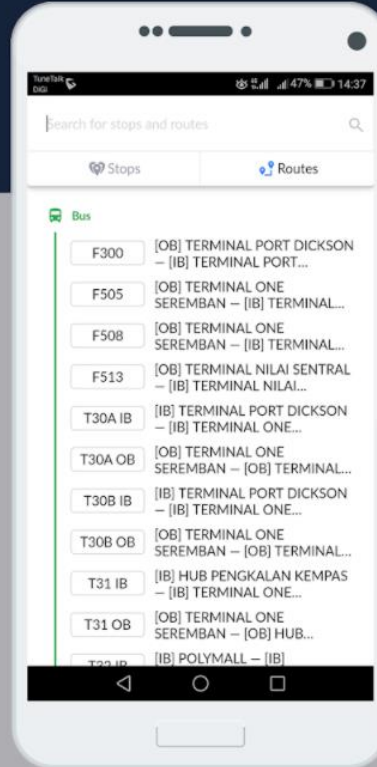 TuneTalk
DiGi
4G 47% 14:37
Search for stops and routes
Stops
Routes
Bus
F300
[OB] TERMINAL PORT DICKSON
– [IB] TERMINAL PORT...
F505
[OB] TERMINAL ONE
SEREMBAN – [IB] TERMINAL...
F508
[OB] TERMINAL ONE
SEREMBAN – [IB] TERMINAL...
F513
[OB] TERMINAL NILAI SENTRAL
– [IB] TERMINAL NILAI...
T30A IB
[IB] TERMINAL PORT DICKSON
– [IB] TERMINAL ONE...
T30A OB
[OB] TERMINAL ONE
SEREMBAN – [OB] TERMINAL...
T30B IB
[IB] TERMINAL PORT DICKSON
– [IB] TERMINAL ONE...
T30B OB
[OB] TERMINAL ONE
SEREMBAN – [OB] TERMINAL...
T31 IB
[IB] HUB PENGKALAN KEMPAS
– [IB] TERMINAL ONE...
T31 OB
[OB] TERMINAL ONE
SEREMBAN – [OB] HUB...
T32 IB
[IB] POLYMALL – [IB]